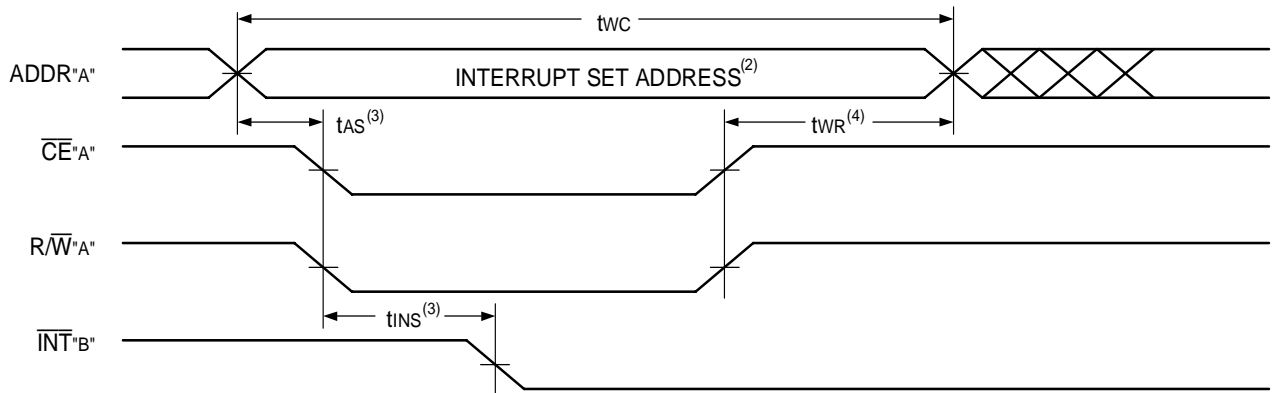 tWC
ADDR"A"
INTERRUPT SET ADDRESS(2)
tAS(3)
tWR(4)
CE"A"
R/W"A"
tINS(3)
INT"B"